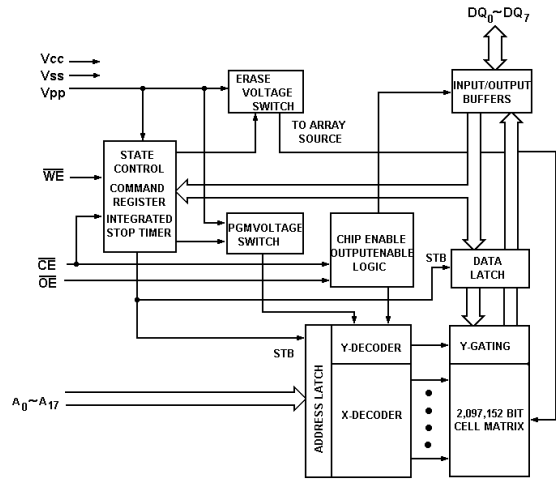 DQ0~DQ7
Vcc
Vss
Vpp
ERASE
VOLTAGE
SWITCH
INPUT/OUTPUT
BUFFERS
TO ARRAY
SOURCE
STATE
CONTROL
COMMAND
REGISTER
INTEGRATED
STOP TIMER
WE
PGMVOLTAGE
SWITCH
CHIP ENABLE
OUTPUTENABLE
LOGIC
CE
OE
STB
DATA
LATCH
STB
ADDRESS LATCH
Y-DECODER
Y-GATING
A0~A17
X-DECODER
2,097,152 BIT
CELL MATRIX